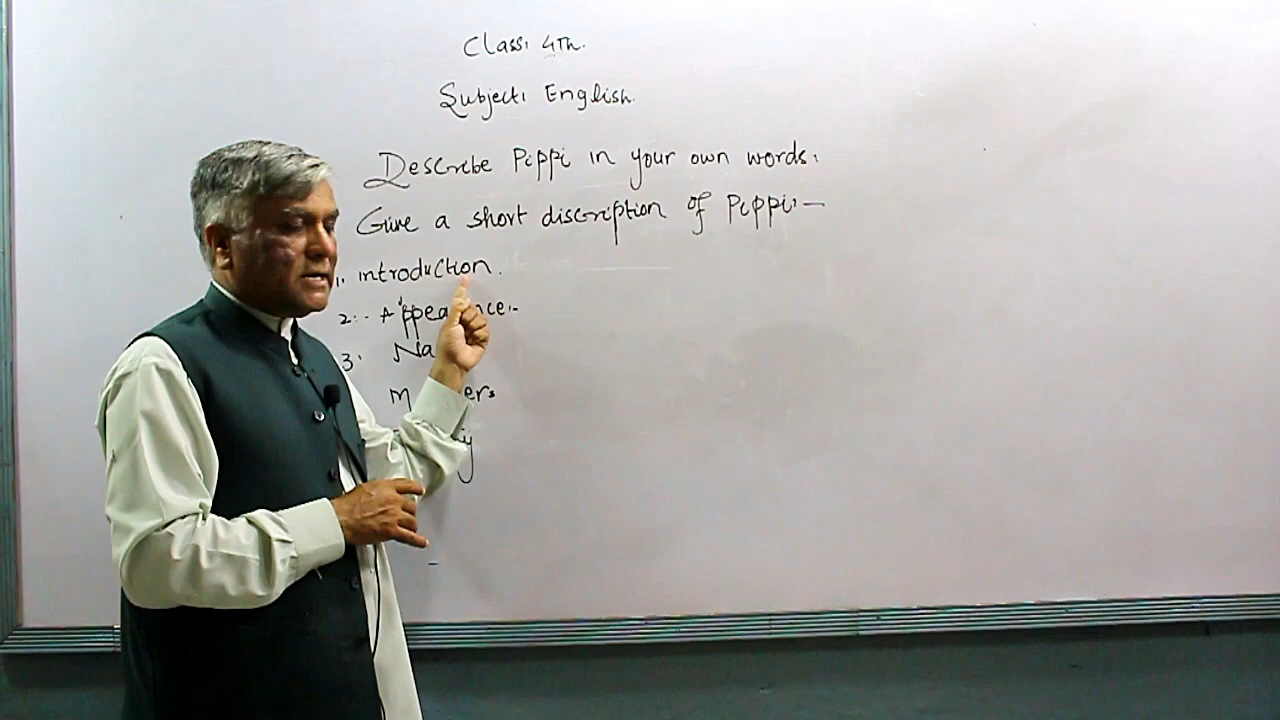 Class: 4Th.
Subject: English.
Describe Pippi in your own words:
Give a short discription of Pippi:-
1. introduction.
2:- Appearance:-
3.